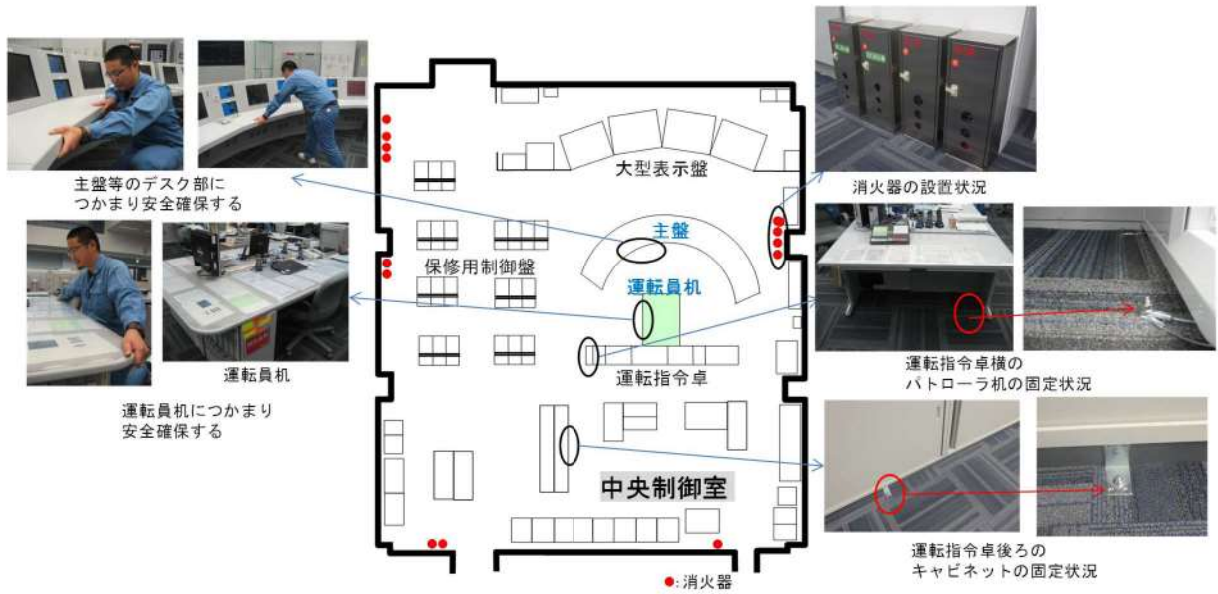 主盤等のデスク部に
つかまり安全確保する
運転員机
運転員机につかまり
安全確保する
大型表示盤
主盤
保修用制御盤
運転員机
運転指令卓
中央制御室
●:消火器
消火器の設置状況
運転指令卓横の
パトローラ机の固定状況
運転指令卓後ろの
キャビネットの固定状況